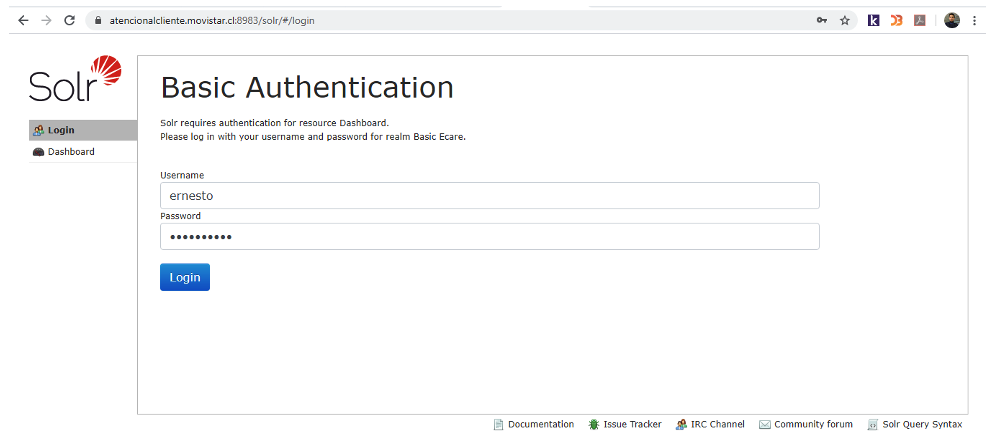 atencionalcliente.movistar.cl:8983/solr/#/login
Solr
Login
Dashboard
Basic Authentication
Solr requires authentication for resource Dashboard.
Please log in with your username and password for realm Basic Ecare.
Username
ernesto
Password
••••••••••
Login
Documentation Issue Tracker IRC Channel Community forum Solr Query Syntax